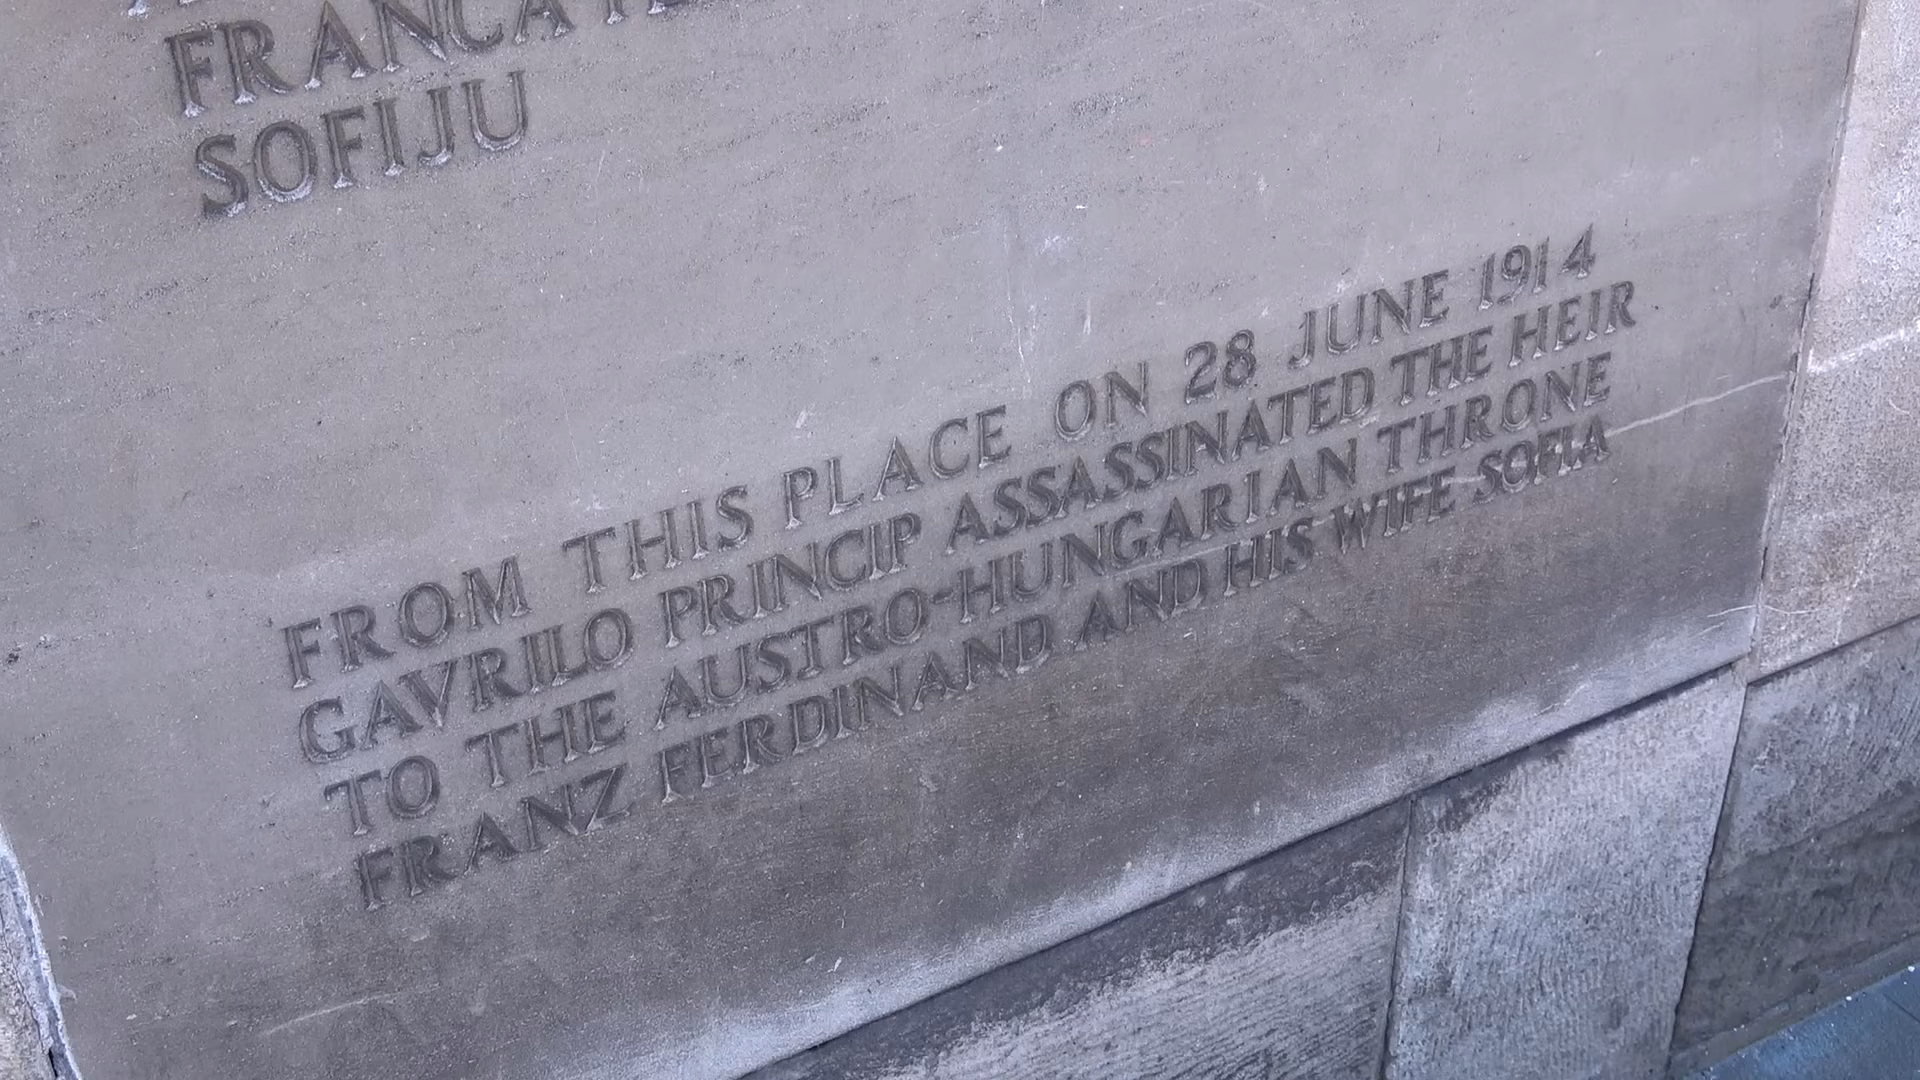 SOFIJU
FROM THIS PLACE ON 28 JUNE 1914
GAVRILO PRINCIP ASSASSINATED THE HEIR
TO THE AUSTRO-HUNGARIAN THRONE
FRANZ FERDINAND AND HIS WIFE SOFIA